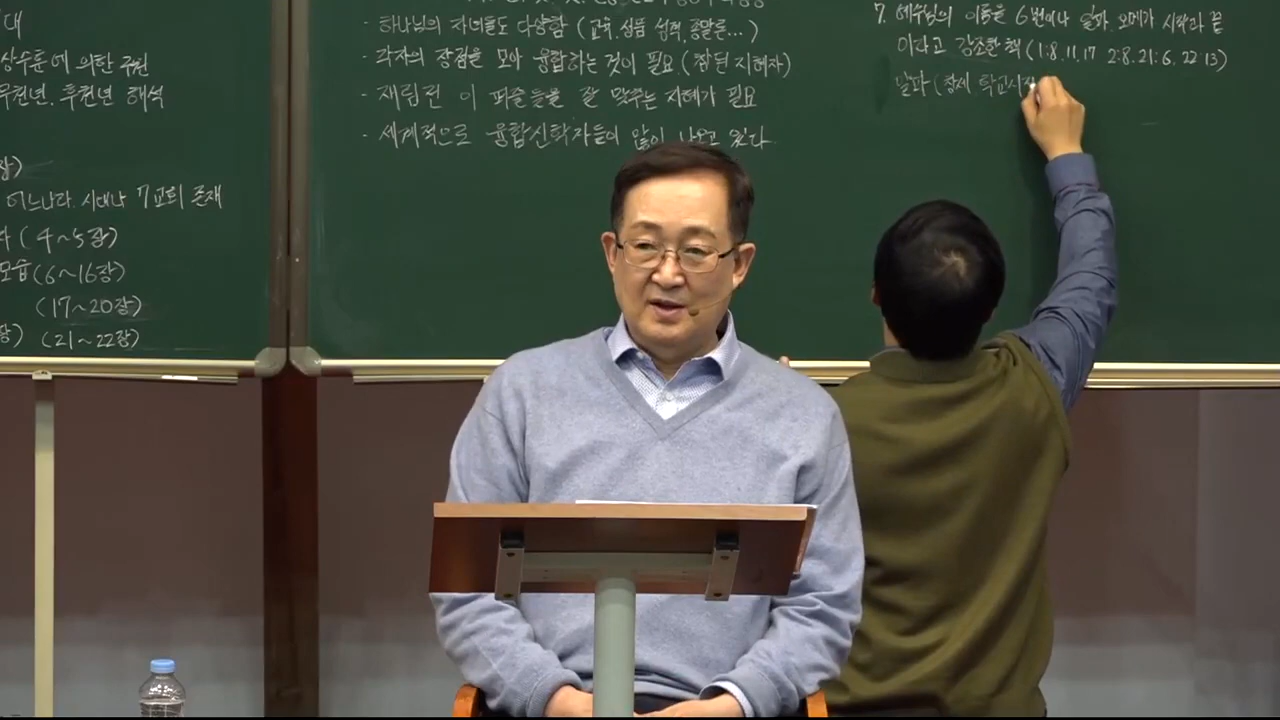 대
상수훈에 의한 구원
무천년, 후천년 해석
장)
어느나라, 시대나 7교회 존재
(4~5장)
모습 (6~16장)
(17~20장)
(21~22장)
- 하나님의 자녀들도 다양함 (교육, 성품, 성격, 종말론...)
- 각자의 장점을 모아 융합하는 것이 필요 (참된 지혜자)
- 재림전 이 퍼즐들을 잘 맞추는 지혜가 필요
- 세계적으로 융합신학자들이 많이 나오고 있다.
7. 예수님의 이름을 6번이나 알파, 오메가 시작과 끝
이라고 강조한 책 (1:8, 11, 17 2:8, 21:6, 22:13)
알파 (창세